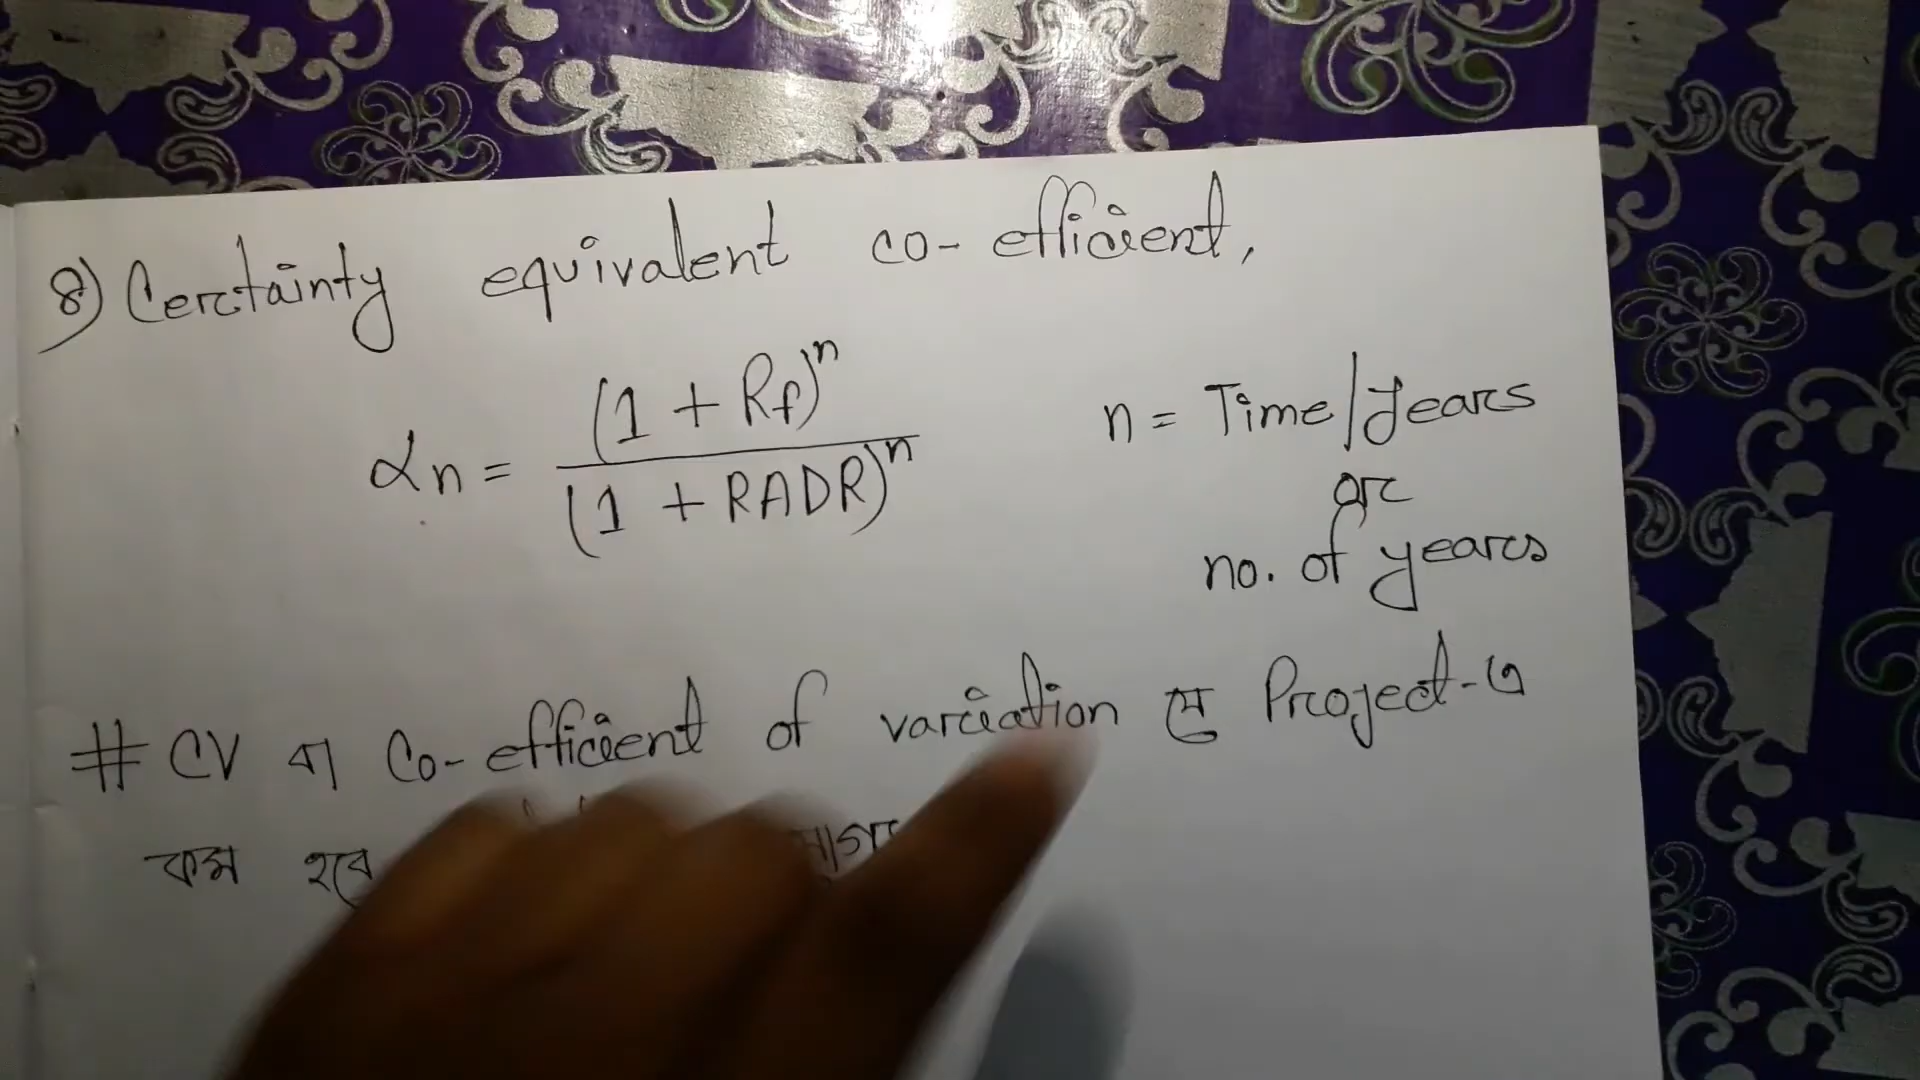 8) Certainty equivalent co-efficient,
αn = (1 + Rf)^n / (1 + RADR)^n
n = Time/Years
or
no. of years
# CV বা Co-efficient of variation যে Project-এ
কম হবে